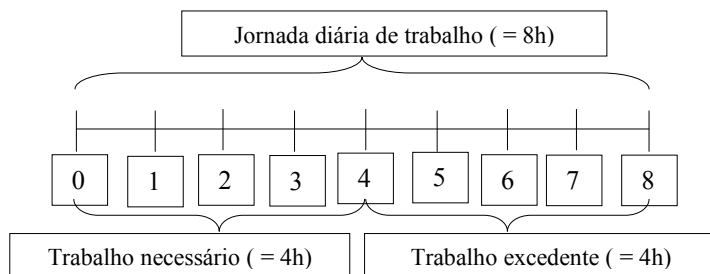 Jornada diária de trabalho ( = 8h)
0 1 2 3 4 5 6 7 8
Trabalho necessário ( = 4h) Trabalho excedente ( = 4h)